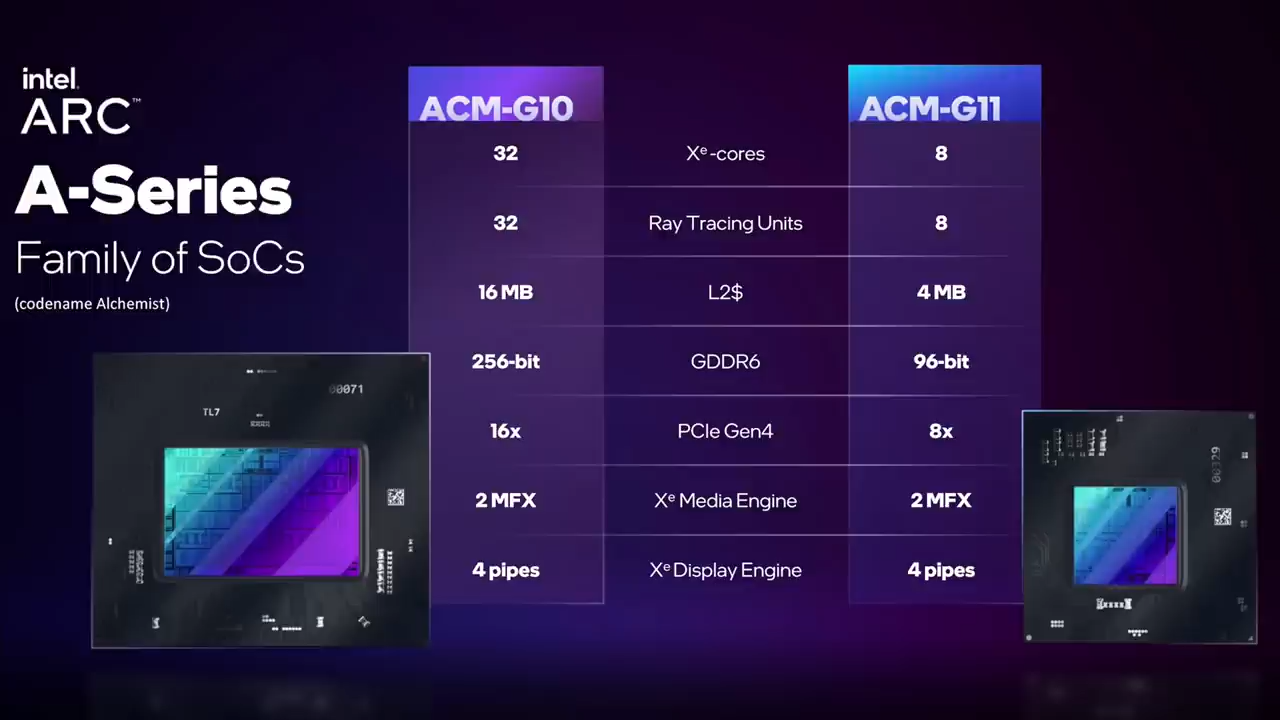 intel.
ARC™
A-Series
Family of SoCs
(codename Alchemist)
ACM-G10 ACM-G11
32 Xᵉ-cores 8
32 Ray Tracing Units 8
16 MB L2$ 4 MB
256-bit GDDR6 96-bit
16x PCIe Gen4 8x
2 MFX Xᵉ Media Engine 2 MFX
4 pipes Xᵉ Display Engine 4 pipes
00071
TL7
00329